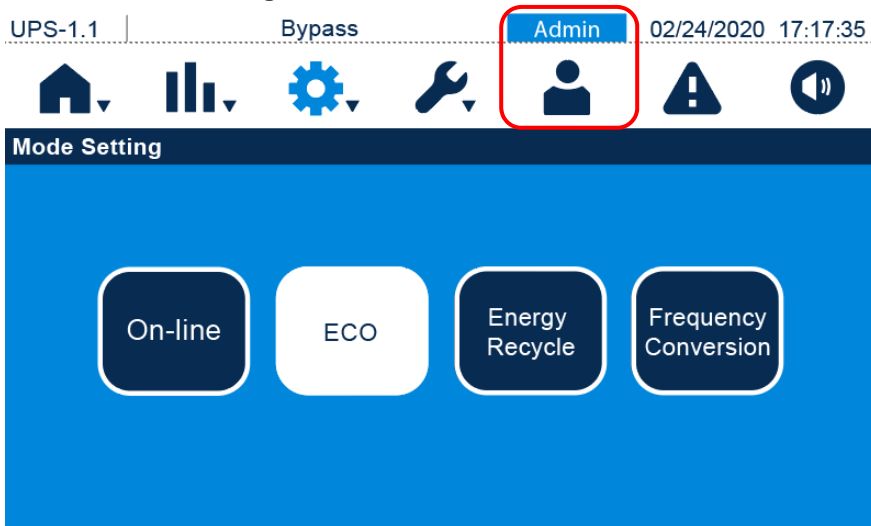 UPS-1.1 Bypass Admin 02/24/2020 17:17:35
Mode Setting
On-line
ECO
Energy
Recycle
Frequency
Conversion